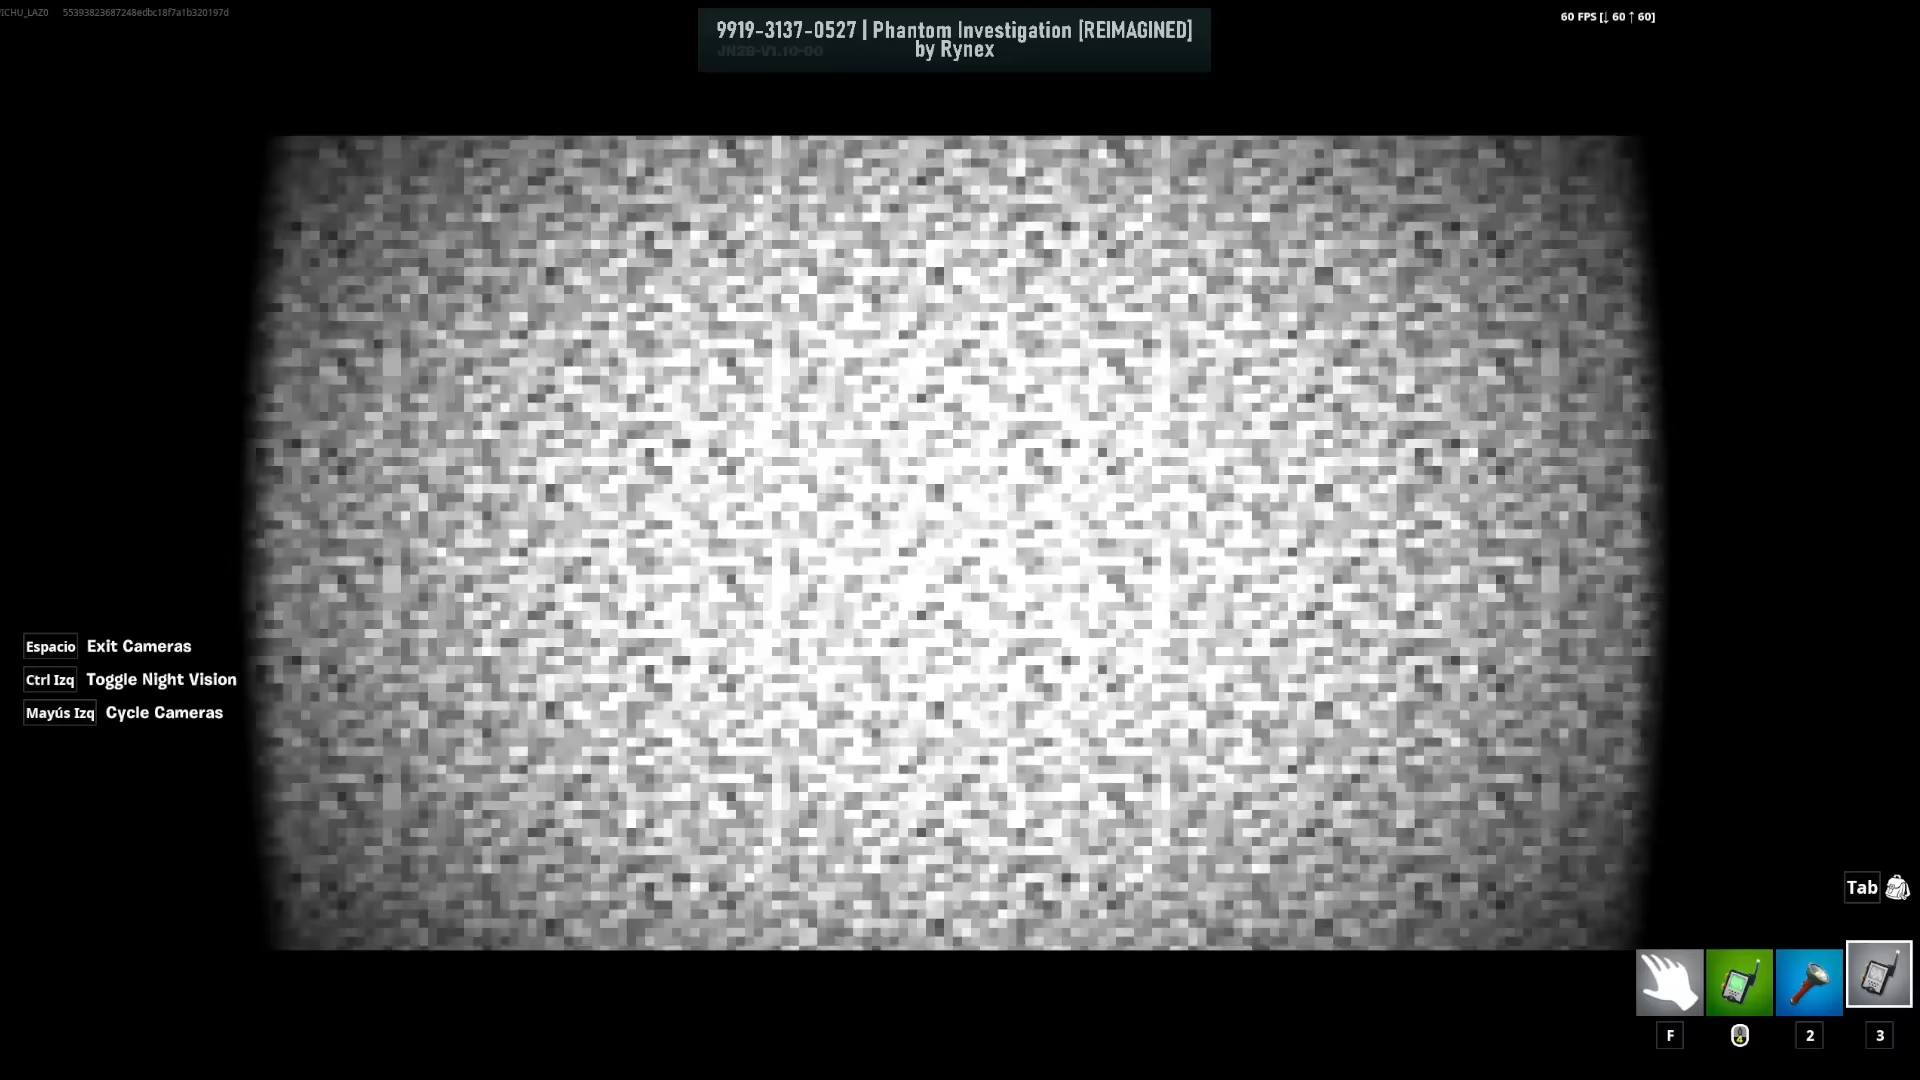 55393823687248edbc18f7a1b320197d
9919-3137-0527 | Phantom Investigation [REIMAGINED]
by Rynex
60 FPS [↓ 60 ↑ 60]
Espacio Exit Cameras
Ctrl Izq Toggle Night Vision
Mayús Izq Cycle Cameras
Tab
F 4 2 3